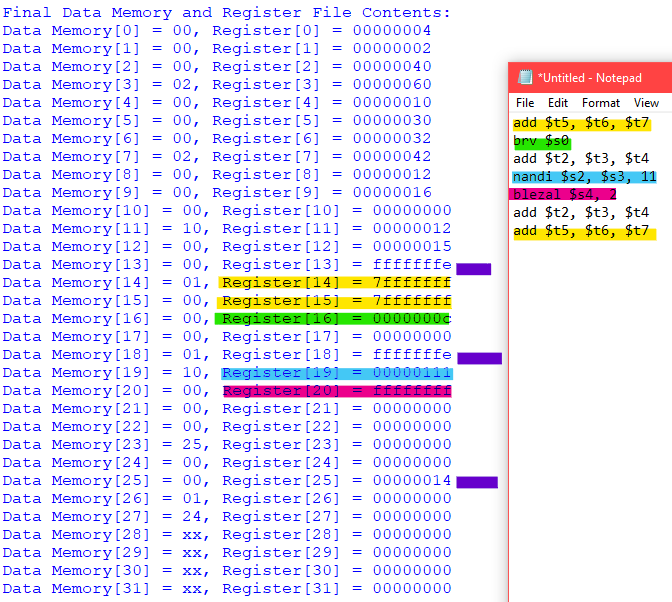 Final Data Memory and Register File Contents:
Data Memory[0] = 00, Register[0] = 00000004
Data Memory[1] = 00, Register[1] = 00000002
Data Memory[2] = 00, Register[2] = 00000040
Data Memory[3] = 02, Register[3] = 00000060
Data Memory[4] = 00, Register[4] = 00000010
Data Memory[5] = 00, Register[5] = 00000030
Data Memory[6] = 00, Register[6] = 00000032
Data Memory[7] = 02, Register[7] = 00000042
Data Memory[8] = 00, Register[8] = 00000012
Data Memory[9] = 00, Register[9] = 00000016
Data Memory[10] = 00, Register[10] = 00000000
Data Memory[11] = 10, Register[11] = 00000012
Data Memory[12] = 00, Register[12] = 00000015
Data Memory[13] = 00, Register[13] = fffffffe
Data Memory[14] = 01, Register[14] = 7fffffff
Data Memory[15] = 00, Register[15] = 7fffffff
Data Memory[16] = 00, Register[16] = 0000000c
Data Memory[17] = 00, Register[17] = 00000000
Data Memory[18] = 01, Register[18] = fffffffe
Data Memory[19] = 10, Register[19] = 00000111
Data Memory[20] = 00, Register[20] = ffffffff
Data Memory[21] = 00, Register[21] = 00000000
Data Memory[22] = 00, Register[22] = 00000000
Data Memory[23] = 25, Register[23] = 00000000
Data Memory[24] = 00, Register[24] = 00000000
Data Memory[25] = 00, Register[25] = 00000014
Data Memory[26] = 01, Register[26] = 00000000
Data Memory[27] = 24, Register[27] = 00000000
Data Memory[28] = xx, Register[28] = 00000000
Data Memory[29] = xx, Register[29] = 00000000
Data Memory[30] = xx, Register[30] = 00000000
Data Memory[31] = xx, Register[31] = 00000000
*Untitled - Notepad
File Edit Format View
add $t5, $t6, $t7
brv $s0
add $t2, $t3, $t4
nandi $s2, $s3, 11
blezal $s4, 2
add $t2, $t3, $t4
add $t5, $t6, $t7